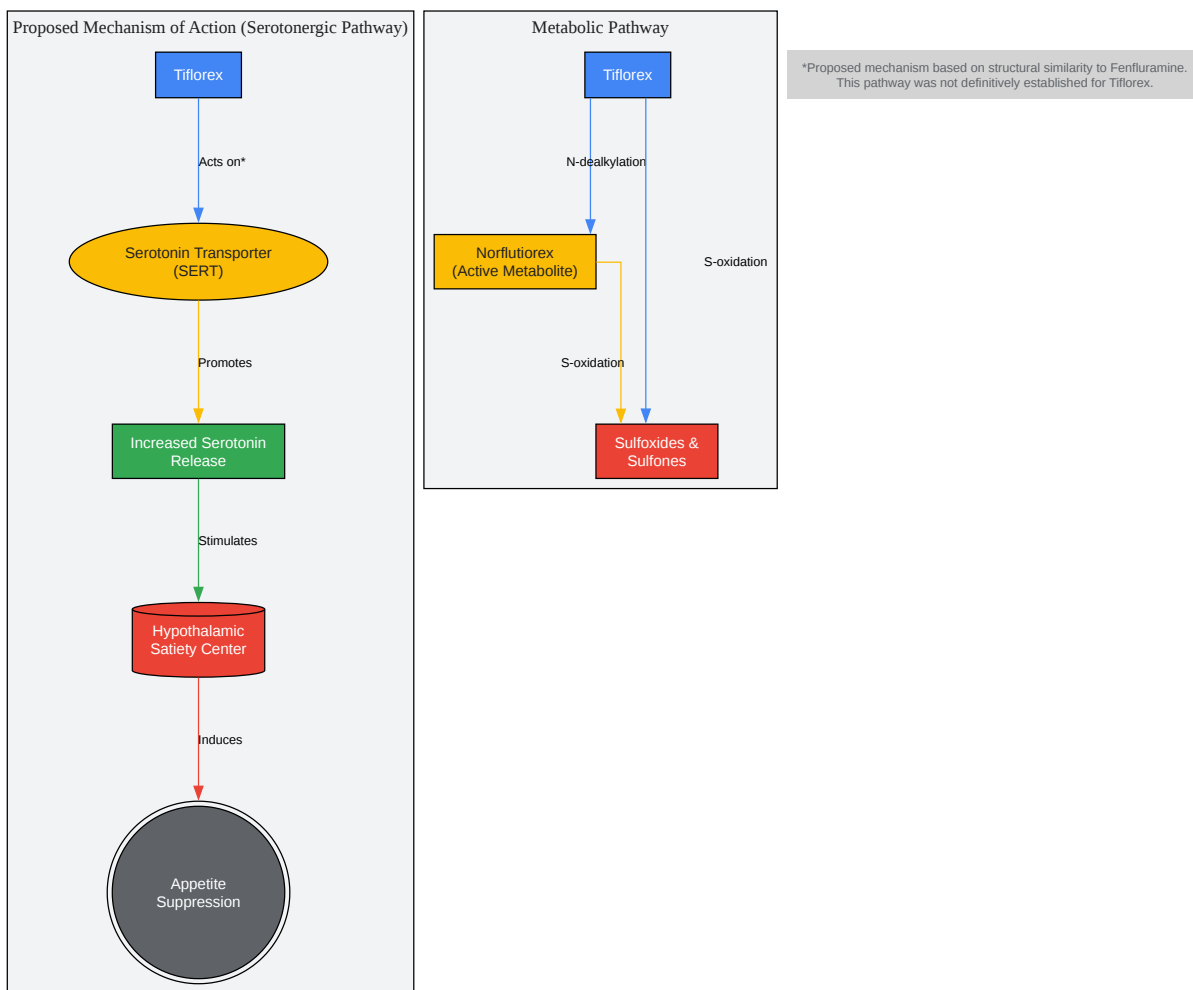 Proposed Mechanism of Action (Serotonergic Pathway)
Tiflorex
Acts on*
Serotonin Transporter
(SERT)
Promotes
Increased Serotonin
Release
Stimulates
Hypothalamic
Satiety Center
Induces
Appetite
Suppression
Metabolic Pathway
Tiflorex
N-dealkylation
Norflutiorex
(Active Metabolite)
S-oxidation
S-oxidation
Sulfoxides &
Sulfones
*Proposed mechanism based on structural similarity to Fenfluramine.
This pathway was not definitively established for Tiflorex.